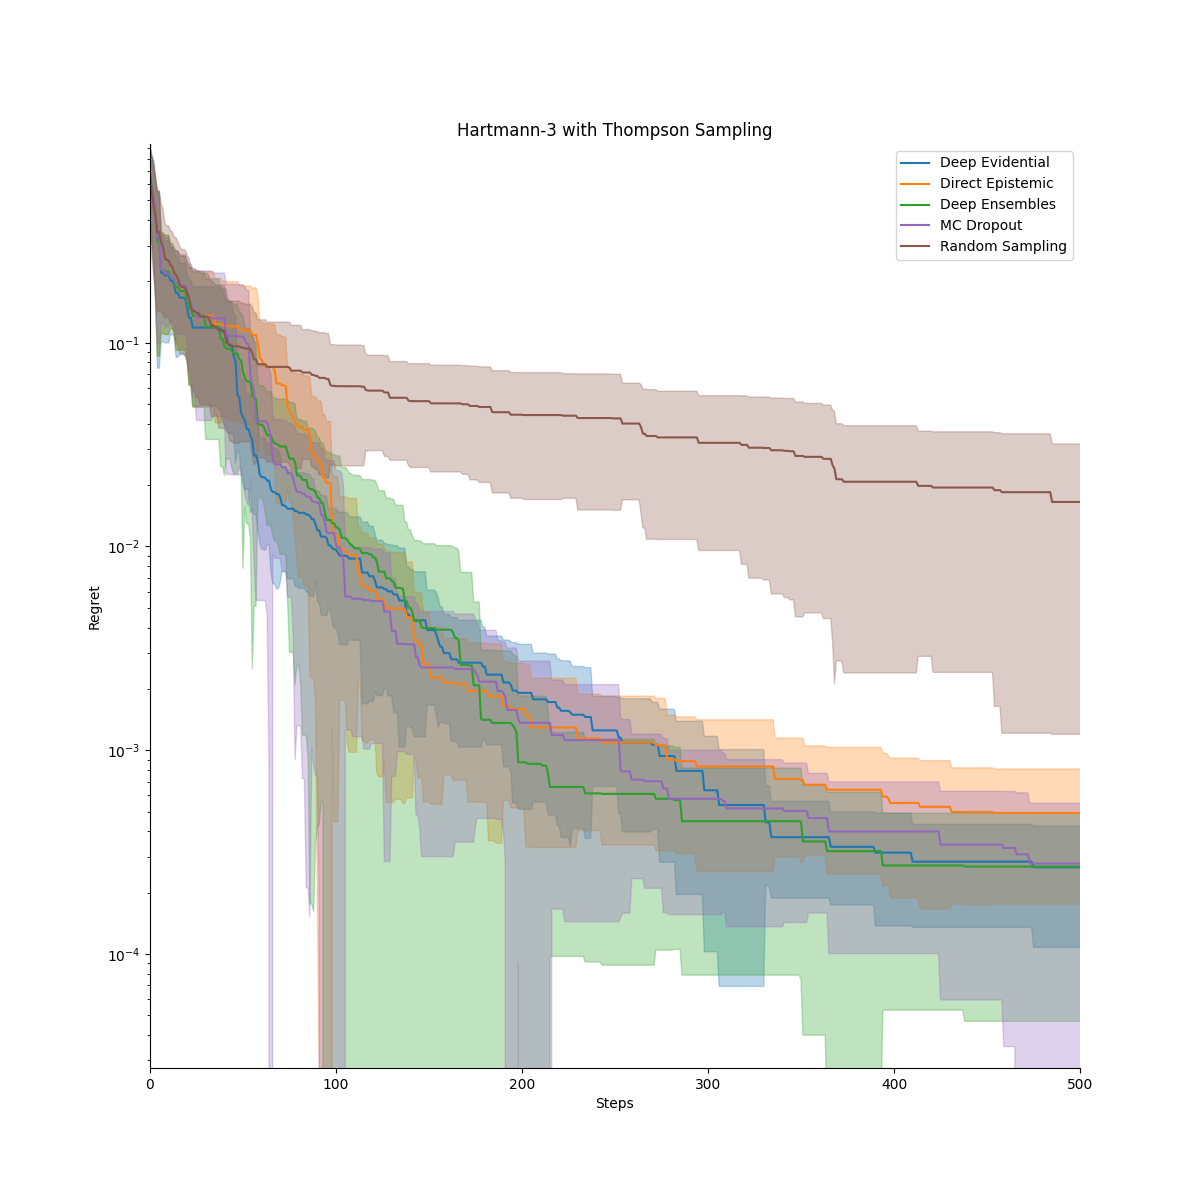 Hartmann-3 with Thompson Sampling
Deep Evidential
Direct Epistemic
Deep Ensembles
MC Dropout
Random Sampling
10⁻¹
10⁻²
10⁻³
10⁻⁴
Regret
0 100 200 300 400 500
Steps